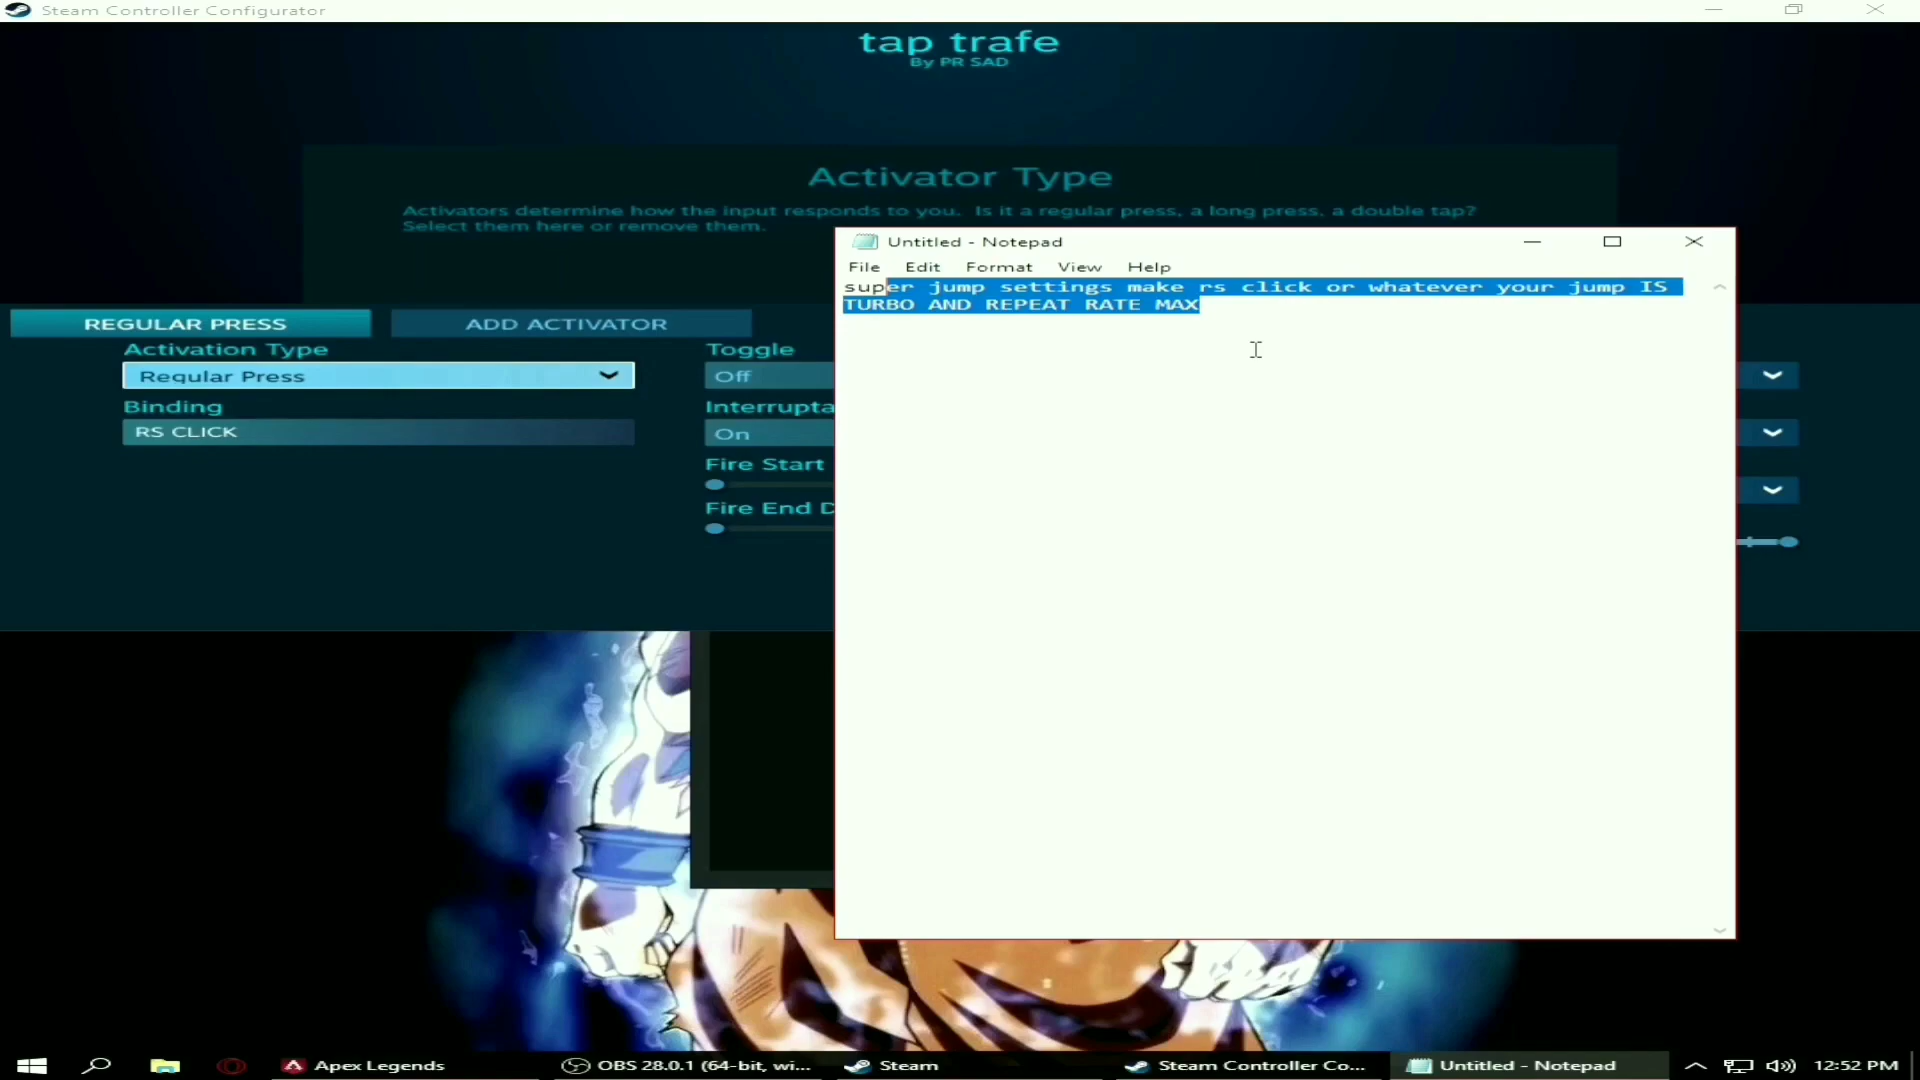 Steam Controller Configurator
tap trafe
By PR SAD
Activator Type
Activators determine how the input responds to you. Is it a regular press, a long press, a double tap?
Select them here or remove them.
Untitled - Notepad
File Edit Format View Help
super jump settings make rs click or whatever your jump IS
TURBO AND REPEAT RATE MAX
REGULAR PRESS
ADD ACTIVATOR
Activation Type
Regular Press
Binding
RS CLICK
Toggle
Off
Interrupta
On
Fire Start
Fire End D
Apex Legends
OBS 28.0.1 (64-bit, wi...
Steam
Steam Controller Co...
Untitled - Notepad
12:52 PM